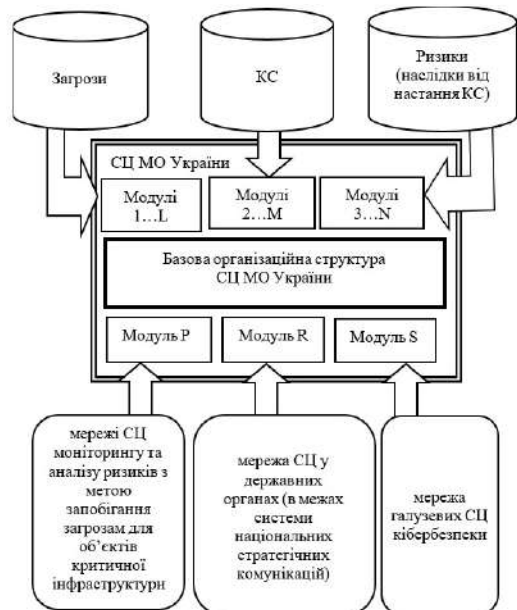 Загрози
КС
Ризики
(наслідки від
настання КС)
СЦ МО України
Модулі
1...L
Модулі
2...M
Модулі
3...N
Базова організаційна структура
СЦ МО України
Модуль P
Модуль R
Модуль S
мережі СЦ
моніторингу та
аналізу ризиків з
метою
запобігання
загрозам для
об’єктів
критичної
інфраструктури
мережа СЦ у
державних
органах (в межах
системи
національних
стратегічних
комунікацій)
мережа
галузевих СЦ
кібербезпеки